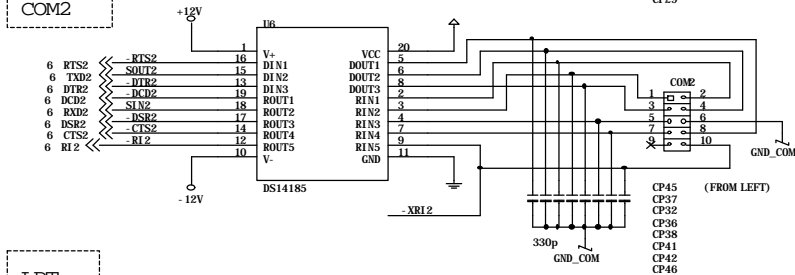 CP29
COM2
+12V
U6
1 V+ VCC 20
6 RTS2 -RTS2 16 DIN1 DOUT1 5
6 TXD2 SOUT2 15 DIN2 DOUT2 6
6 DTR2 -DTR2 13 DIN3 DOUT3 8
6 DCD2 -DCD2 19 ROUT1 RIN1 2
6 RXD2 SIN2 18 ROUT2 RIN2 3
6 DSR2 -DSR2 17 ROUT3 RIN3 4
6 CTS2 -CTS2 14 ROUT4 RIN4 7
6 RI2 -RI2 12 ROUT5 RIN5 9
10 V- GND 11
DS14185
-12V
COM2
1 2
3 4
5 6
7 8
9 10
GND_COM
-XRI2
330p
GND_COM
CP45 (FROM LEFT)
CP37
CP32
CP36
CP38
CP41
CP42
CP46